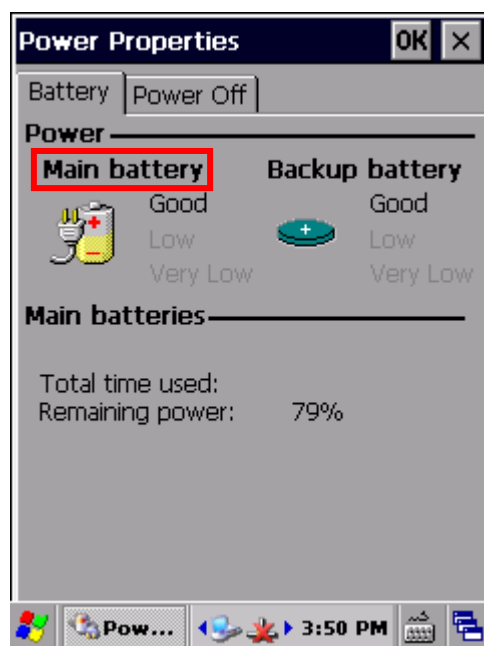 Power Properties OK ×
Battery Power Off
Power
Main battery Backup battery
Good Good
Low Low
Very Low Very Low
Main batteries
Total time used:
Remaining power: 79%
Pow... 3:50 PM